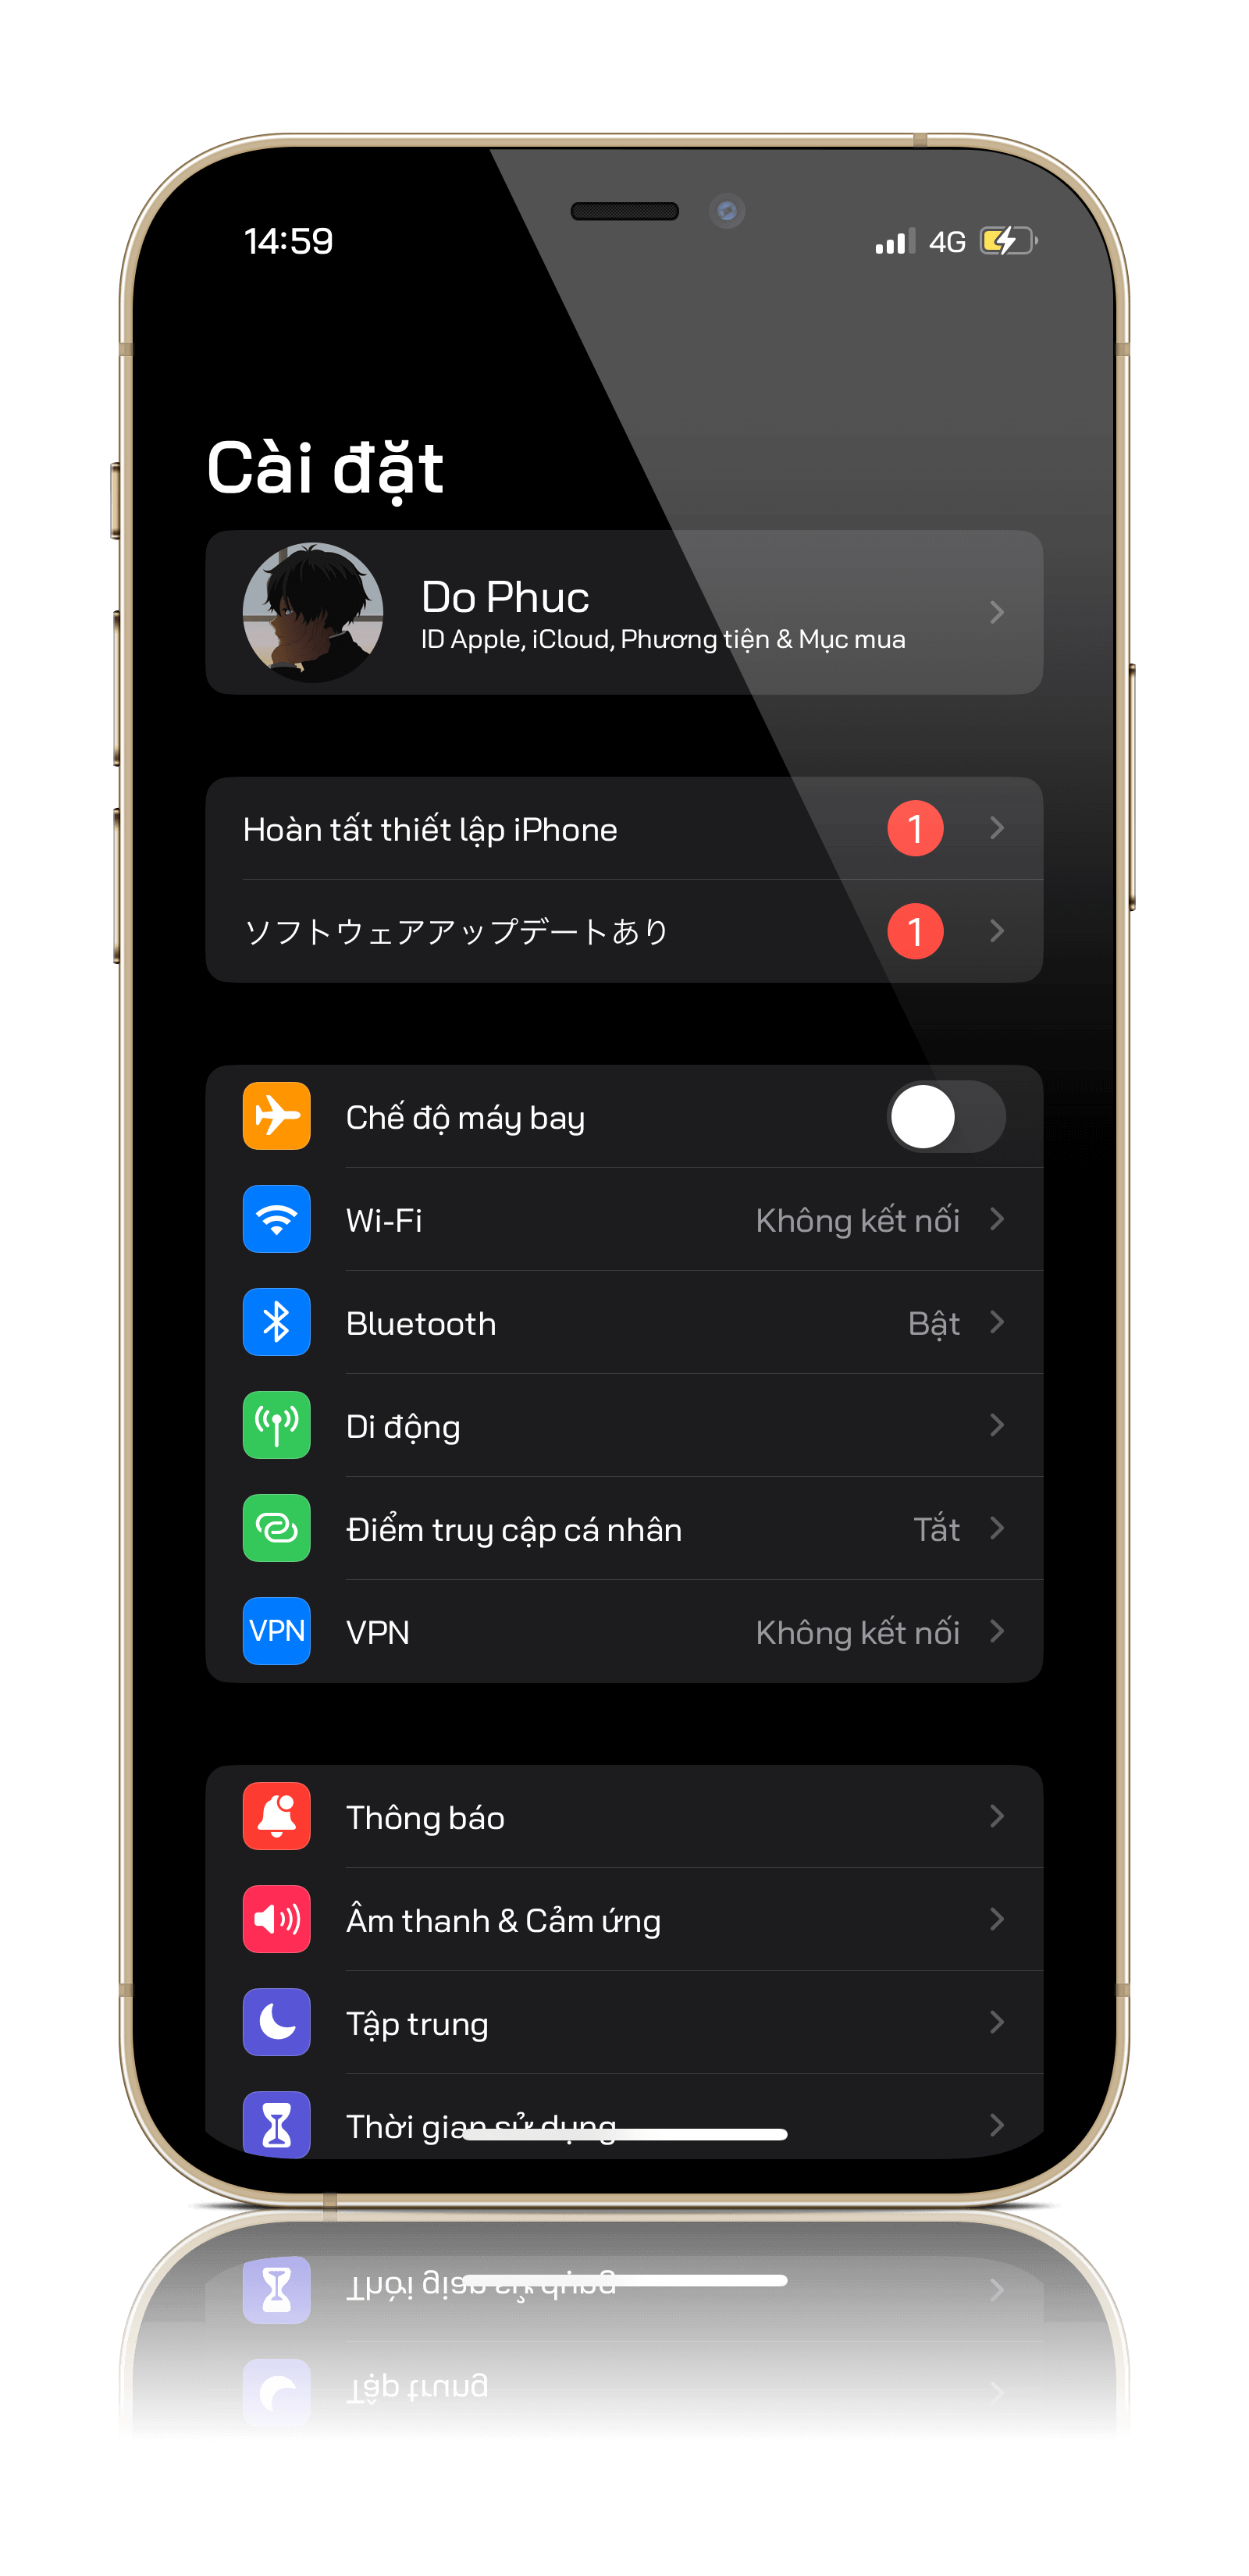 14:59
4G
Cài đặt
Do Phuc
ID Apple, iCloud, Phương tiện & Mục mua
Hoàn tất thiết lập iPhone 1
ソフトウェアアップデートあり 1
Chế độ máy bay
Wi-Fi Không kết nối
Bluetooth Bật
Di động
Điểm truy cập cá nhân Tắt
VPN VPN Không kết nối
Thông báo
Âm thanh & Cảm ứng
Tập trung
Thời gian sử dụng